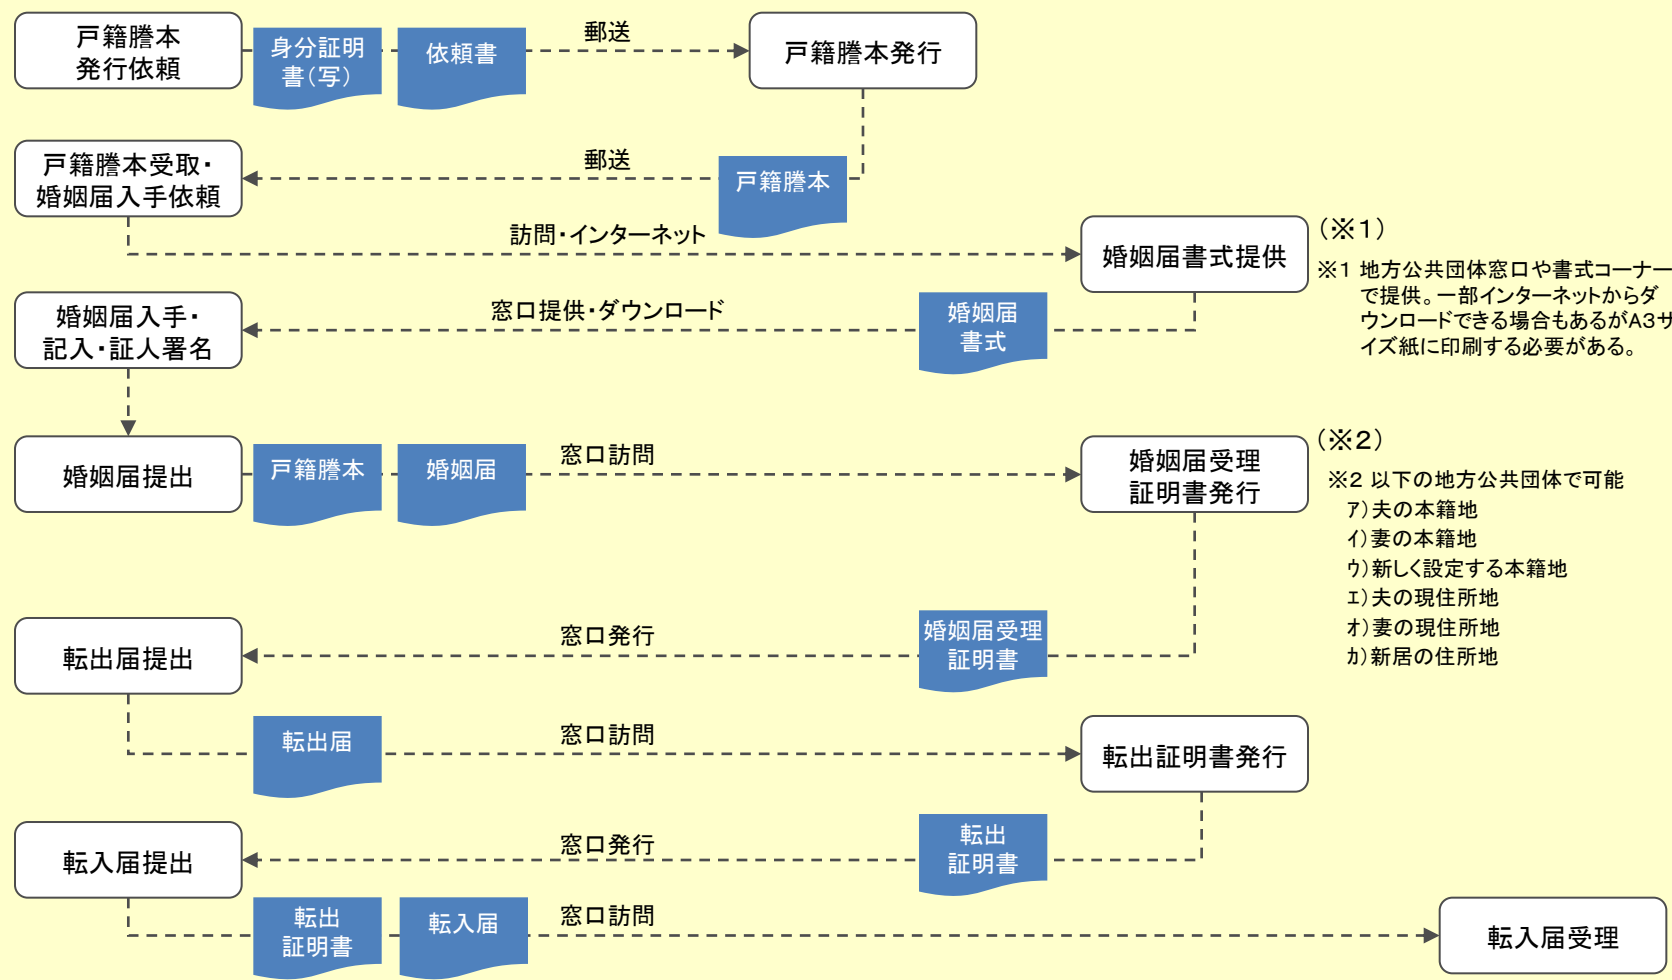 戸籍謄本
発行依頼
身分証明
書(写)
依頼書
郵送
戸籍謄本発行
戸籍謄本受取・
婚姻届入手依頼
郵送
戸籍謄本
訪問・インターネット
婚姻届書式提供
(※1)
※1 地方公共団体窓口や書式コーナー
で提供。一部インターネットからダ
ウンロードできる場合もあるがA3サ
イズ紙に印刷する必要がある。
婚姻届入手・
記入・証人署名
窓口提供・ダウンロード
婚姻届
書式
婚姻届提出
戸籍謄本
婚姻届
窓口訪問
婚姻届受理
証明書発行
(※2)
※2 以下の地方公共団体で可能
ア)夫の本籍地
イ)妻の本籍地
ウ)新しく設定する本籍地
エ)夫の現住所地
オ)妻の現住所地
カ)新居の住所地
転出届提出
窓口発行
婚姻届受理
証明書
転出届
窓口訪問
転出証明書発行
転入届提出
窓口発行
転出
証明書
転出
証明書
転入届
窓口訪問
転入届受理